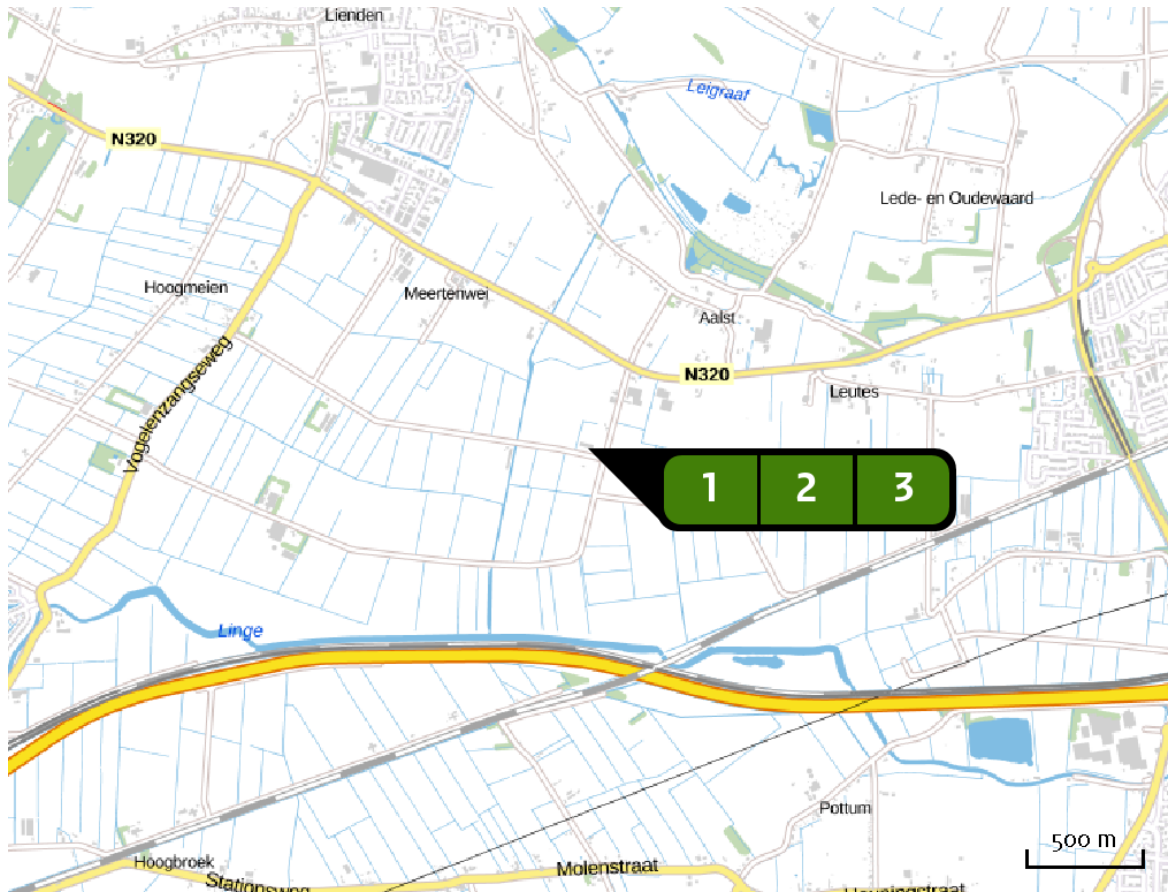 Lienden
Leigraaf
N320
Lede- en Oudewaard
Hoogmeien
Meertenwei
Aalst
Vogelenzangseweg
N320
Leutes
1 2 3
Linge
Pottum
500 m
Hoogbroek
Molenstraat
Stationsweg